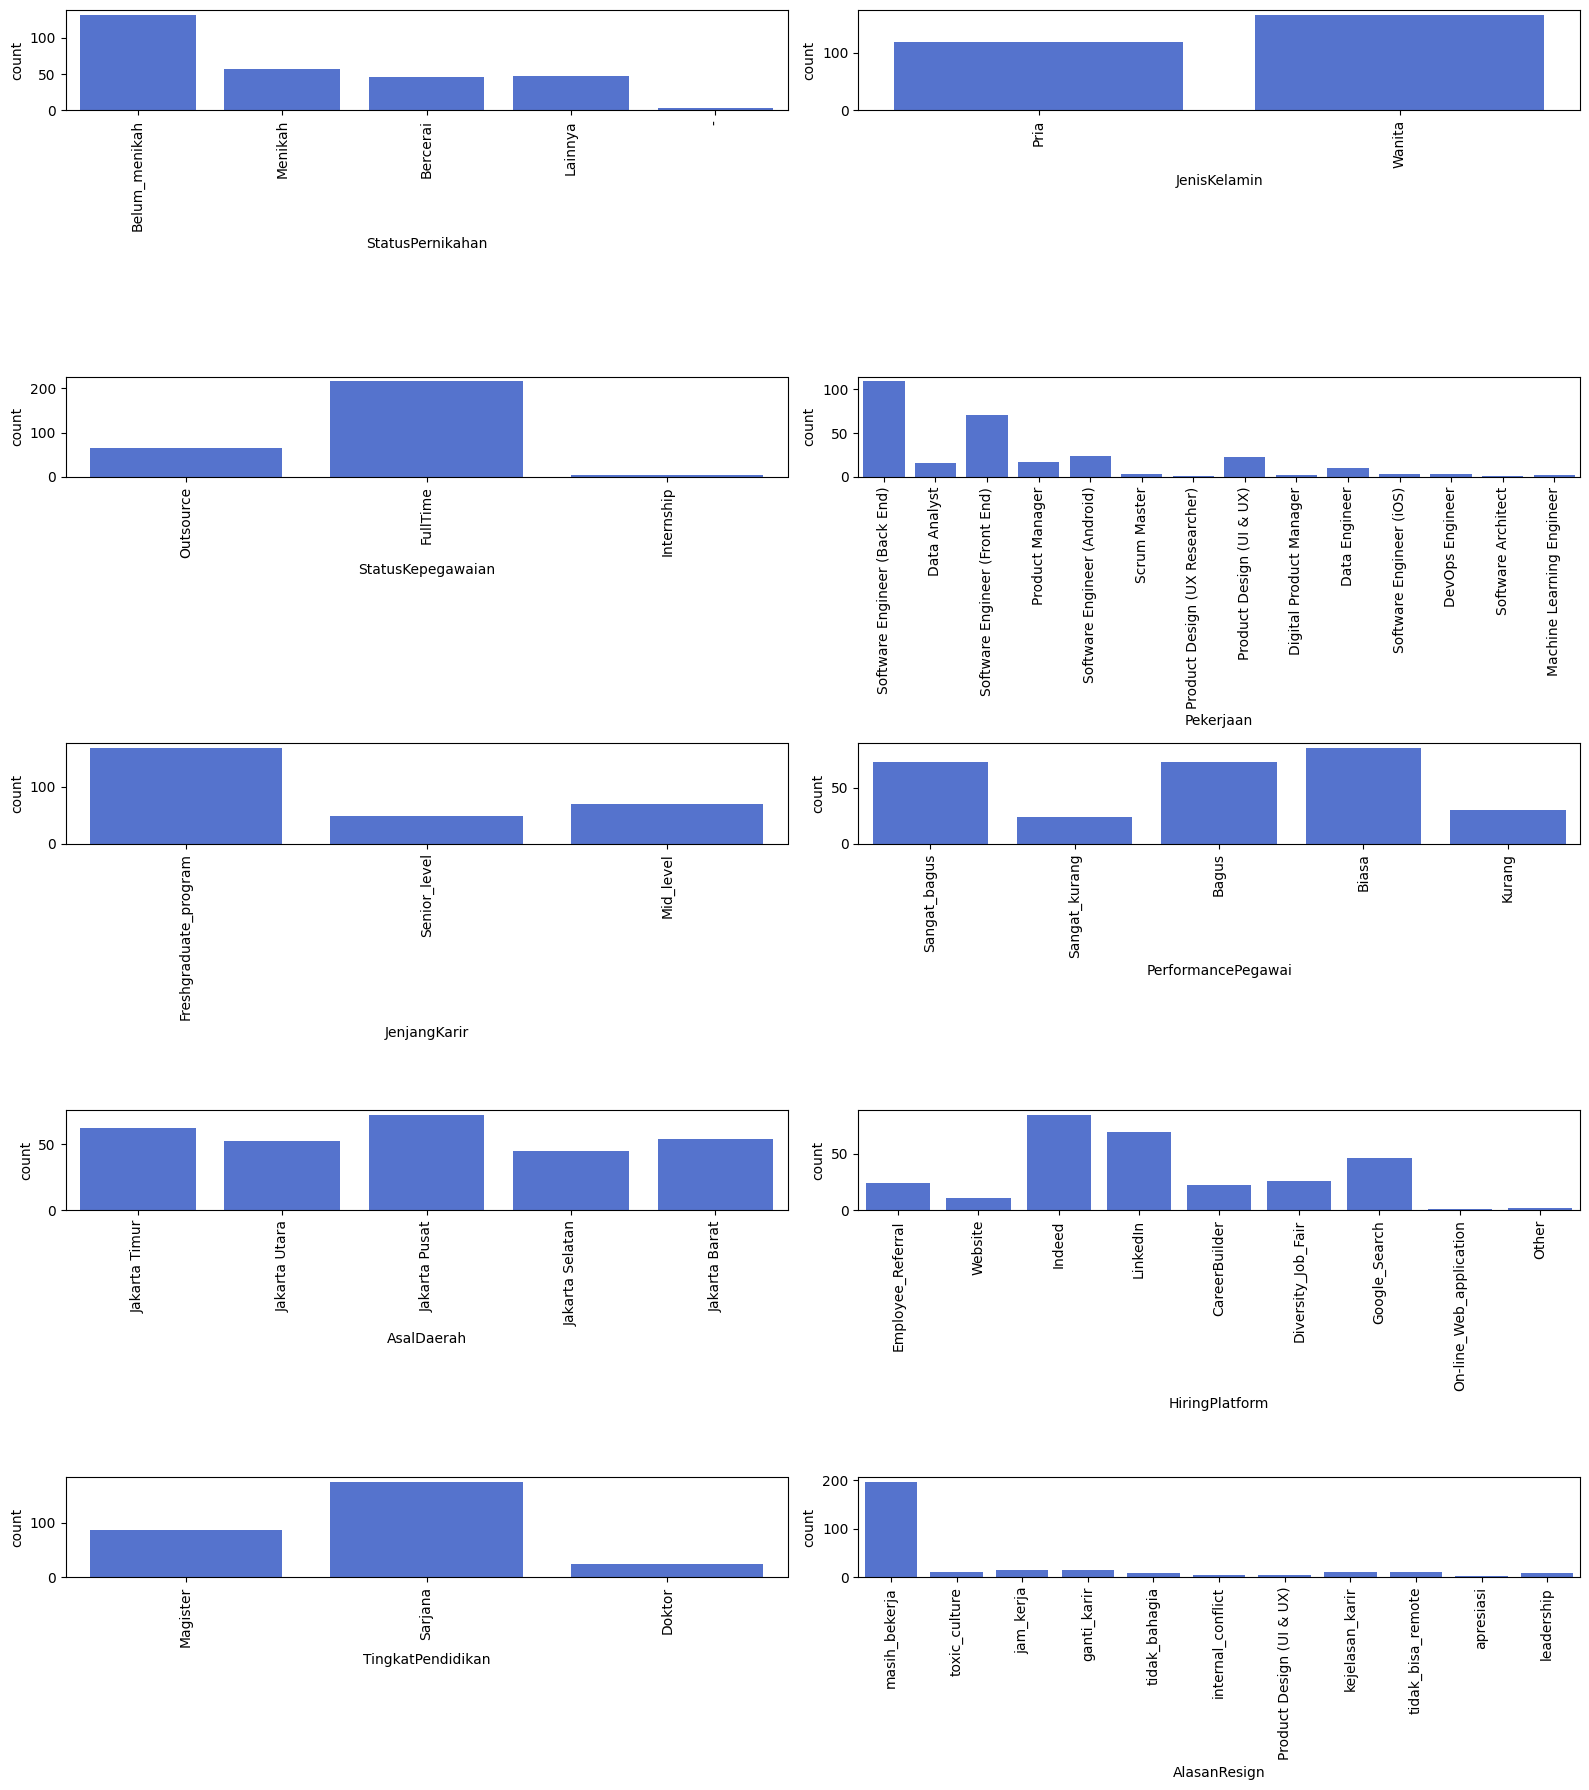 count
100
50
0
Belum_menikah
Menikah
Bercerai
Lainnya
-
StatusPernikahan
count
100
0
Pria
Wanita
JenisKelamin
count
200
100
0
Outsource
FullTime
Internship
StatusKepegawaian
count
100
50
0
Software Engineer (Back End)
Data Analyst
Software Engineer (Front End)
Product Manager
Software Engineer (Android)
Scrum Master
Product Design (UX Researcher)
Product Design (UI & UX)
Digital Product Manager
Data Engineer
Software Engineer (iOS)
DevOps Engineer
Software Architect
Machine Learning Engineer
Pekerjaan
count
100
0
Freshgraduate_program
Senior_level
Mid_level
JenjangKarir
count
50
0
Sangat_bagus
Sangat_kurang
Bagus
Biasa
Kurang
PerformancePegawai
count
50
0
Jakarta Timur
Jakarta Utara
Jakarta Pusat
Jakarta Selatan
Jakarta Barat
AsalDaerah
count
50
0
Employee_Referral
Website
Indeed
LinkedIn
CareerBuilder
Diversity_Job_Fair
Google_Search
On-line_Web_application
Other
HiringPlatform
count
100
0
Magister
Sarjana
Doktor
TingkatPendidikan
count
200
100
0
masih_bekerja
toxic_culture
jam_kerja
ganti_karir
tidak_bahagia
internal_conflict
Product Design (UI & UX)
kejelasan_karir
tidak_bisa_remote
apresiasi
leadership
AlasanResign